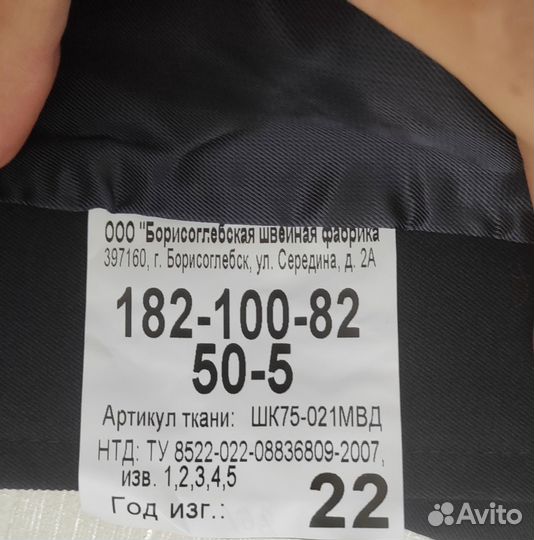 ООО "Борисоглебская швейная фабрика
397160, г. Борисоглебск, ул. Середина, д. 2А
182-100-82
50-5
Артикул ткани: ШК75-021МВД
НТД: ТУ 8522-022-08836809-2007,
изв. 1,2,3,4,5
Год изг.: 22
Avito